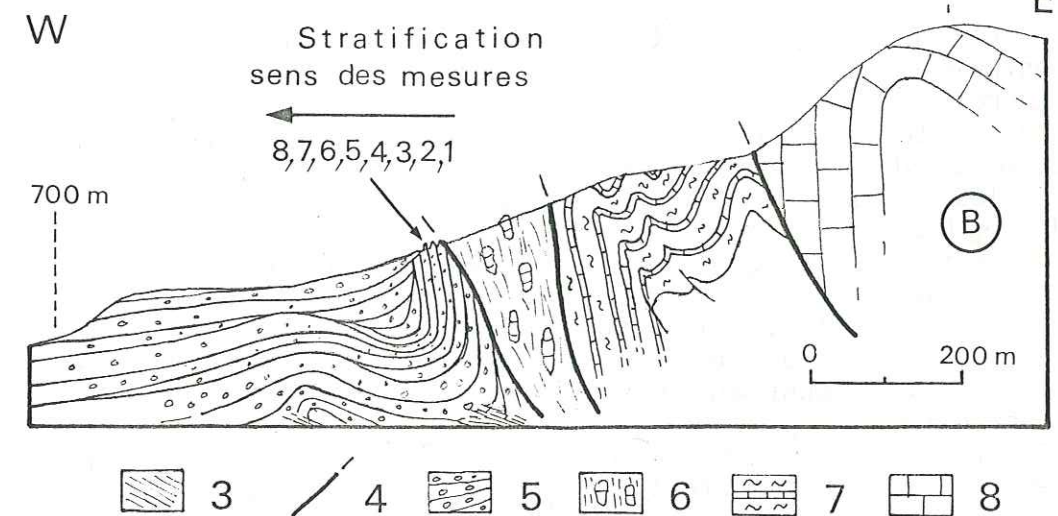 W
E
Stratification
sens des mesures
8,7,6,5,4,3,2,1
700 m
B
0 200 m
3 4 5 6 7 8